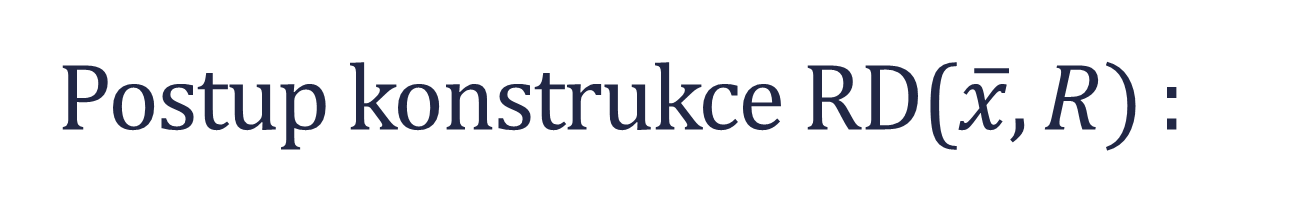 Postup konstrukce RD(x̄, R) :